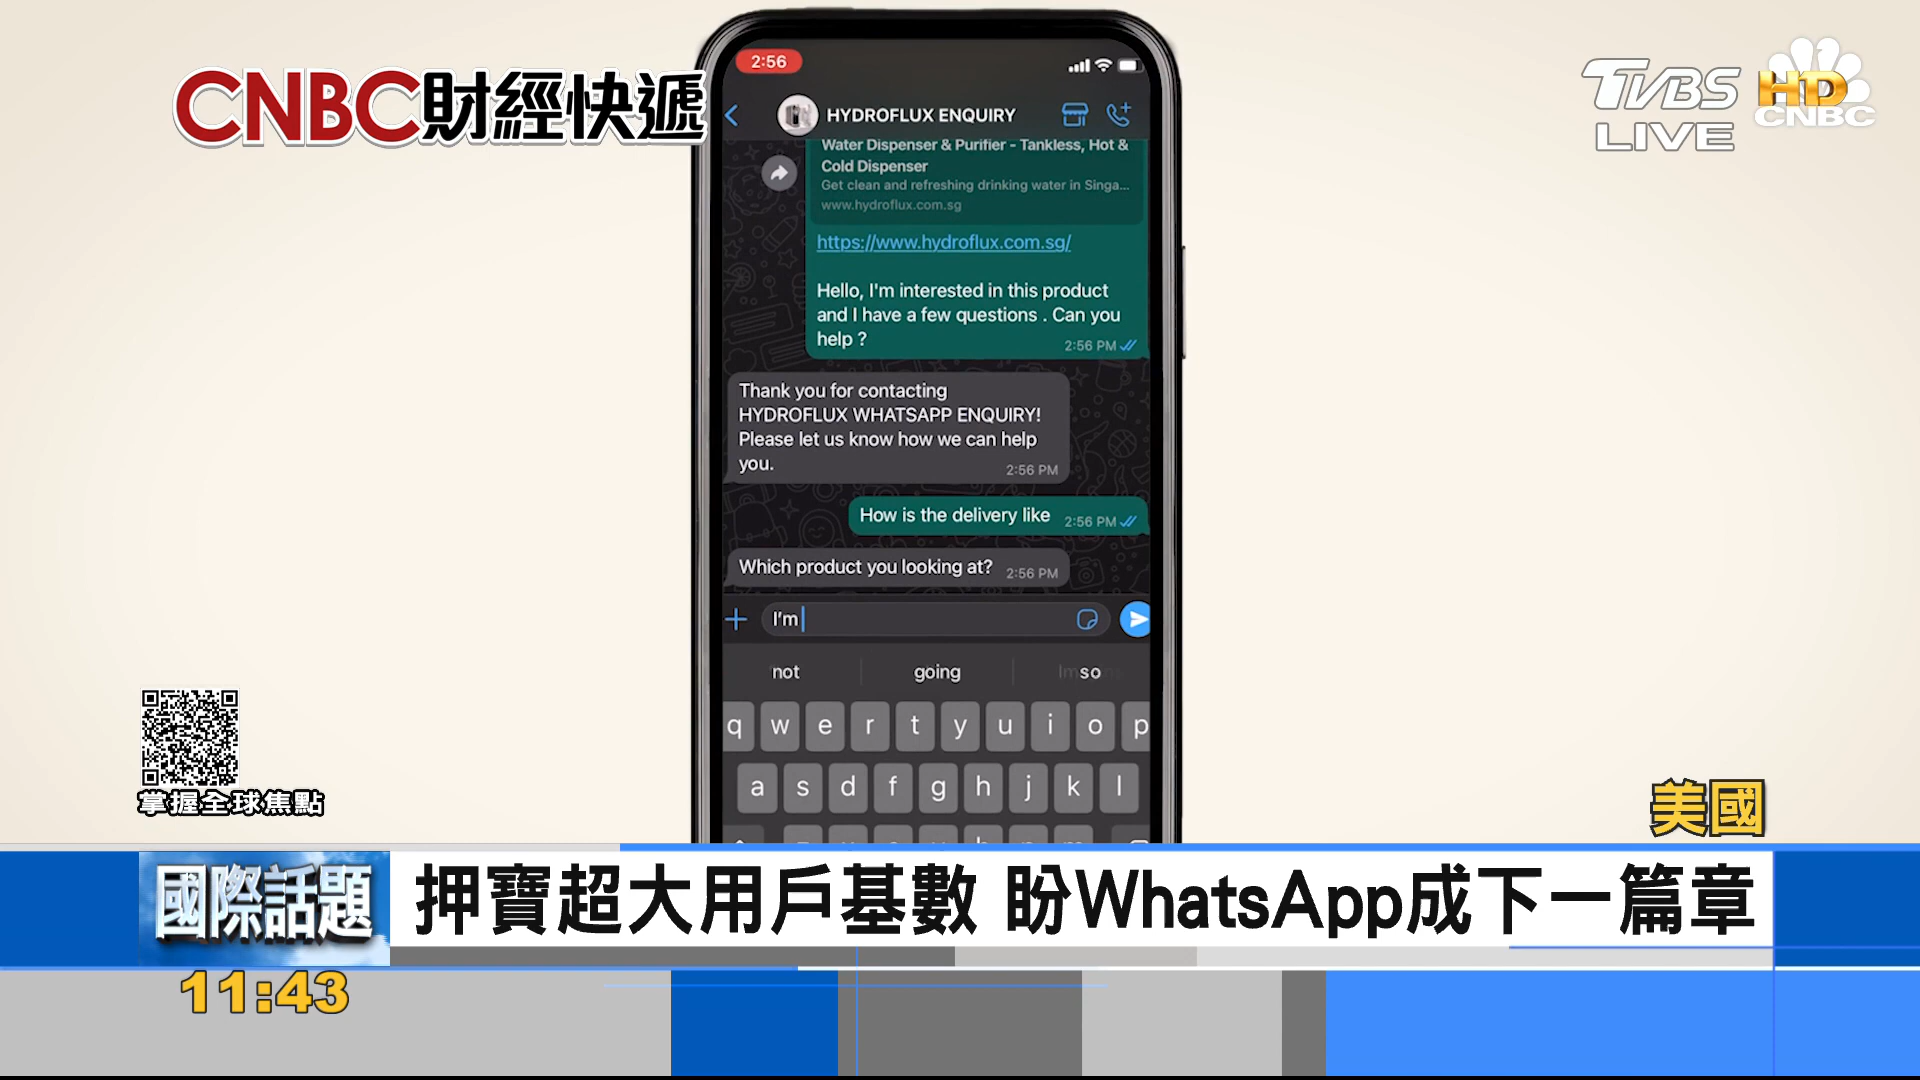 CNBC財經快遞
TVBS
LIVE
HD
CNBC
2:56
HYDROFLUX ENQUIRY
Water Dispenser & Purifier - Tankless, Hot &
Cold Dispenser
Get clean and refreshing drinking water in Singa...
www.hydroflux.com.sg
https://www.hydroflux.com.sg/
Hello, I'm interested in this product
and I have a few questions . Can you
help ?
2:56 PM
Thank you for contacting
HYDROFLUX WHATSAPP ENQUIRY!
Please let us know how we can help
you.
2:56 PM
How is the delivery like
2:56 PM
Which product you looking at?
2:56 PM
I'm
not going so
q w e r t y u i o p
a s d f g h j k l
掌握全球焦點
美國
國際話題
押寶超大用戶基數 盼WhatsApp成下一篇章
11:43